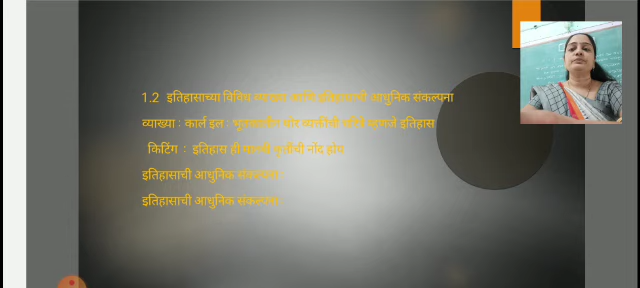 1.2 इतिहासाच्या विविध व्याख्या आणि इतिहासाची आधुनिक संकल्पना
व्याख्या : कार्ल इल : भूतकाळातील थोर व्यक्तींची चरित्रे म्हणजे इतिहास
किटिंग : इतिहास ही मानवी कृतींची नोंद होय
इतिहासाची आधुनिक संकल्पना :
इतिहासाची आधुनिक संकल्पना :